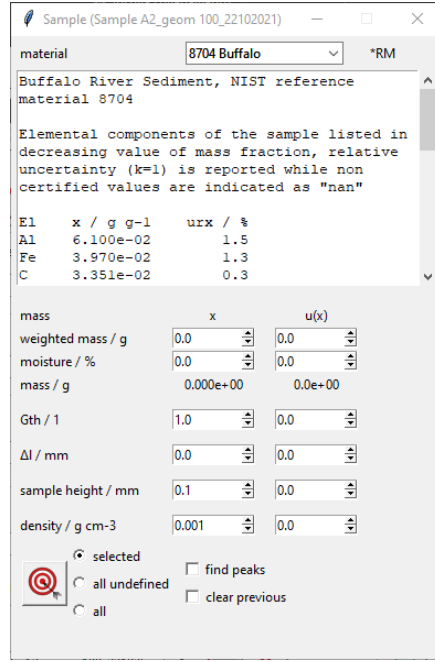 Sample (Sample A2_geom 100_22102021)
material 8704 Buffalo *RM
Buffalo River Sediment, NIST reference
material 8704
Elemental components of the sample listed in
decreasing value of mass fraction, relative
uncertainty (k=1) is reported while non
certified values are indicated as "nan"
El x / g g-1 urx / %
Al 6.100e-02 1.5
Fe 3.970e-02 1.3
C 3.351e-02 0.3
mass x u(x)
weighted mass / g 0.0 0.0
moisture / % 0.0 0.0
mass / g 0.000e+00 0.0e+00
Gth / 1 1.0 0.0
Δl / mm 0.0 0.0
sample height / mm 0.1 0.0
density / g cm-3 0.001 0.0
selected
all undefined
all
find peaks
clear previous